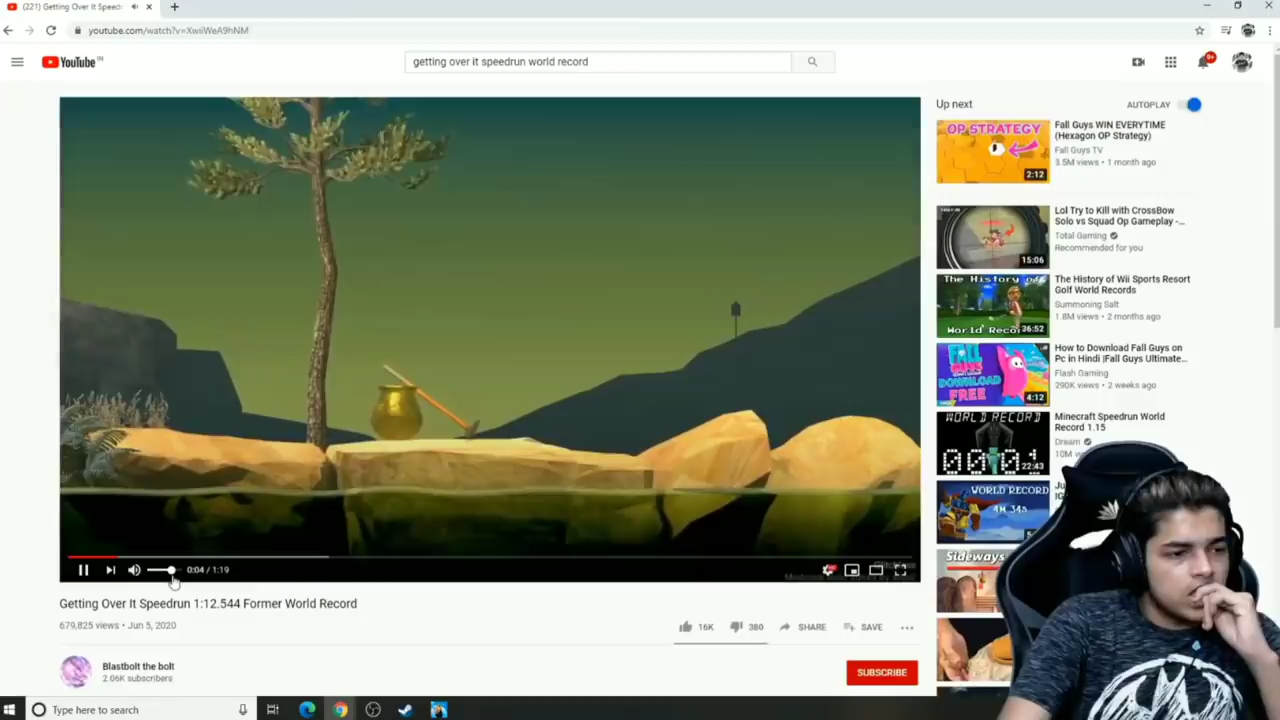 (221) Getting Over It Speedr
youtube.com/watch?v=XwiiWeA9hNM
YouTube IN
getting over it speedrun world record
9+
Up next
AUTOPLAY
OP STRATEGY
2:12
Fall Guys WIN EVERYTIME
(Hexagon OP Strategy)
Fall Guys TV
3.5M views • 1 month ago
15:06
Lol Try to Kill with CrossBow
Solo vs Squad Op Gameplay -...
Total Gaming
Recommended for you
The History of
World Reco
36:52
The History of Wii Sports Resort
Golf World Records
Summoning Salt
1.8M views • 2 months ago
FALL GUYS
DOWNLOAD
FREE
4:12
How to Download Fall Guys on
Pc in Hindi |Fall Guys Ultimate...
Flash Gaming
290K views • 2 weeks ago
WORLD RECORD
22:43
Minecraft Speedrun World
Record 1.15
Dream
10M
WORLD RECORD
4M 34s
Sideways
0:04 / 1:19
Getting Over It Speedrun 1:12.544 Former World Record
679,825 views • Jun 5, 2020
16K
380
SHARE
SAVE
Blastbolt the bolt
2.06K subscribers
SUBSCRIBE
Type here to search